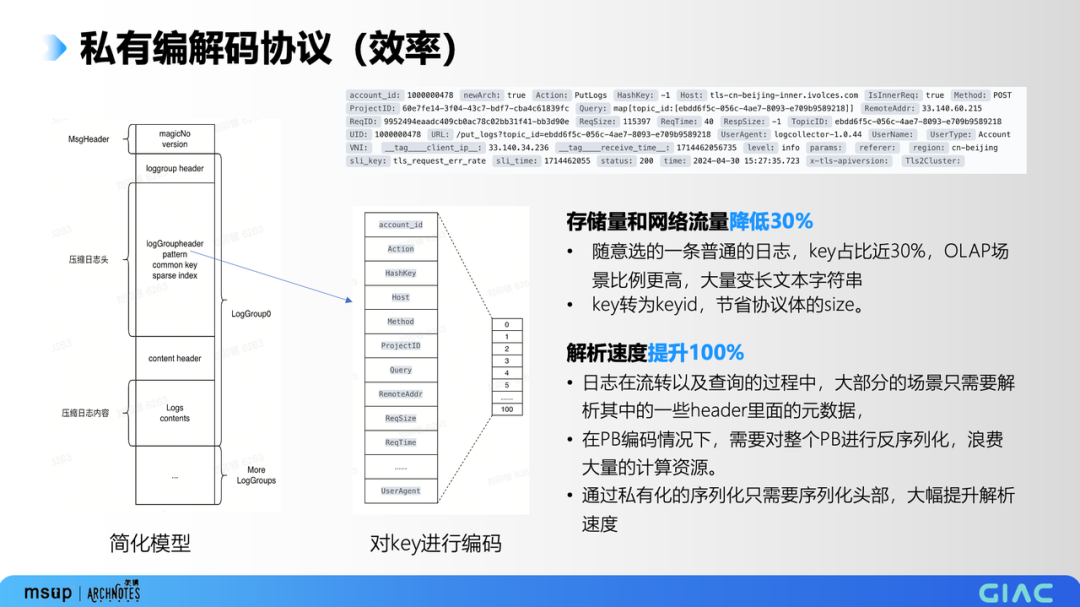 私有编解码协议（效率）
account_id: 1000000478 newArch: true Action: PutLogs HashKey: -1 Host: tls-cn-beijing-inner.ivolces.com IsInnerReq: true Method: POST
ProjectID: 60e7fe14-3f04-43c7-bdf7-cba4c61839fc Query: map[topic_id:[ebdd6f5c-056c-4ae7-8093-e709b9589218]] RemoteAddr: 33.140.60.215
ReqID: 9952494eaadc409cb0ac78c02bb31f41-bb3d90e ReqSize: 115397 ReqTime: 40 RespSize: -1 TopicID: ebdd6f5c-056c-4ae7-8093-e709b9589218
UID: 1000000478 URL: /put_logs?topic_id=ebdd6f5c-056c-4ae7-8093-e709b9589218 UserAgent: logcollector-1.0.44 UserName: UserType: Account
VNI: __tag____client_ip__: 33.140.34.236 __tag____receive_time__: 1714462056735 level: info params: referer: region: cn-beijing
sli_key: tls_request_err_rate sli_time: 1714462055 status: 200 time: 2024-04-30 15:27:35.723 x-tls-apiversion: Tls2Cluster:
MsgHeader
magicNo
version
loggroup header
压缩日志头
logGroupheader
pattern
common key
sparse index
LogGroup0
content header
压缩日志内容
Logs
contents
...
More
LogGroups
简化模型
account_id
Action
HashKey
Host
Method
ProjectID
Query
RemoteAddr
ReqSize
ReqTime
......
UserAgent
0
1
2
3
4
5
......
100
对key进行编码
存储量和网络流量降低30%
• 随意选的一条普通的日志，key占比近30%，OLAP场
景比例更高，大量变长文本字符串
• key转为keyid，节省协议体的size。
解析速度提升100%
• 日志在流转以及查询的过程中，大部分的场景只需要解
析其中的一些header里面的元数据，
• 在PB编码情况下，需要对整个PB进行反序列化，浪费
大量的计算资源。
• 通过私有化的序列化只需要序列化头部，大幅提升解析
速度
msup | ARCHNOTES
GIAC